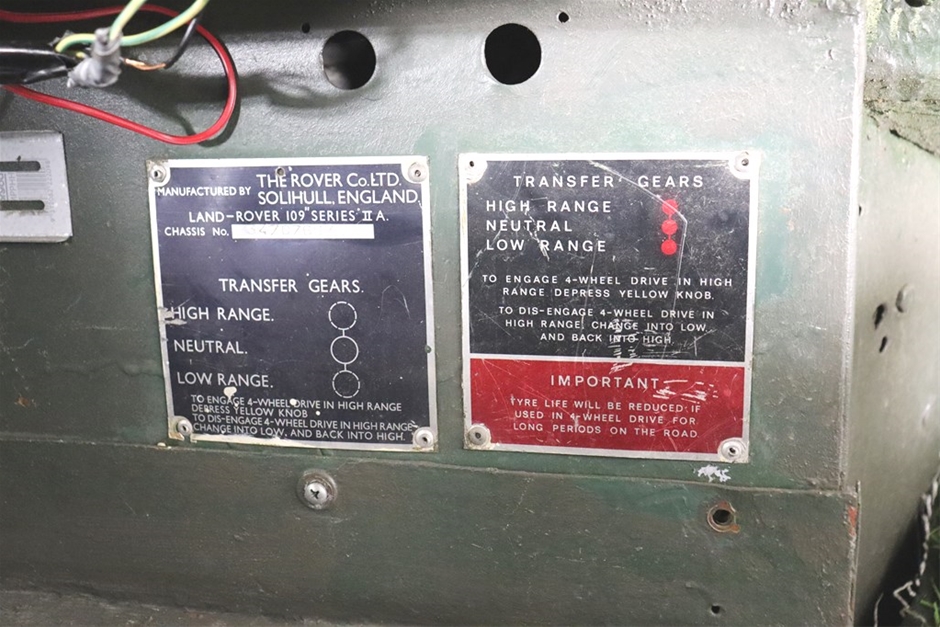 MANUFACTURED BY THE ROVER Co. LTD.
SOLIHULL, ENGLAND.
LAND-ROVER 109" SERIES II A.
CHASSIS No.
TRANSFER GEARS.
HIGH RANGE.
NEUTRAL.
LOW RANGE.
TO ENGAGE 4-WHEEL DRIVE IN HIGH RANGE
DEPRESS YELLOW KNOB
TO DIS-ENGAGE 4-WHEEL DRIVE IN HIGH RANGE
CHANGE INTO LOW, AND BACK INTO HIGH.
TRANSFER GEARS
HIGH RANGE
NEUTRAL
LOW RANGE
TO ENGAGE 4-WHEEL DRIVE IN HIGH
RANGE DEPRESS YELLOW KNOB.
TO DIS-ENGAGE 4-WHEEL DRIVE IN
HIGH RANGE, CHANGE INTO LOW,
AND BACK INTO HIGH
IMPORTANT
TYRE LIFE WILL BE REDUCED IF
USED IN 4-WHEEL DRIVE FOR
LONG PERIODS ON THE ROAD.